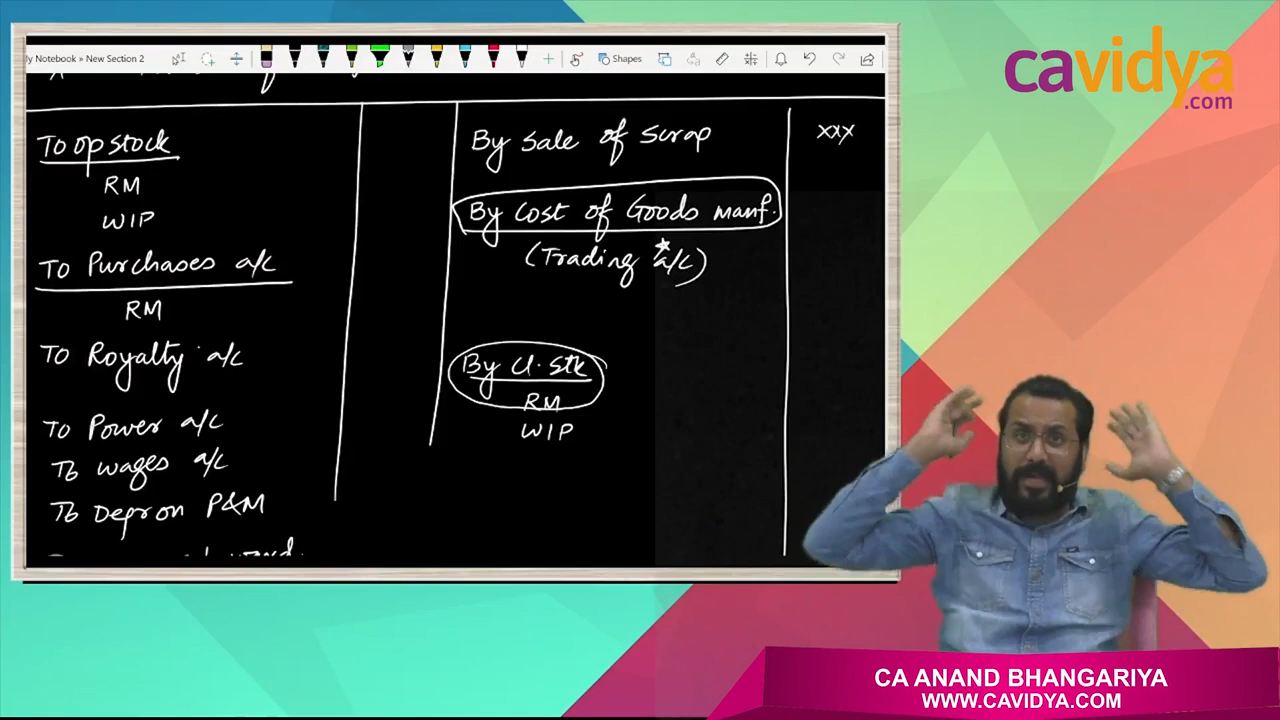 cavidya
.com
y Notebook » New Section 2
Shapes
To op stock
RM
WIP
To Purchases a/c
RM
To Royalty a/c
To Power a/c
To wages a/c
To Depr on P&M
By Sale of Scrap
xxx
By Cost of Goods manf.
(Trading a/c)
By Cl. Stk
RM
WIP
CA ANAND BHANGARIYA
WWW.CAVIDYA.COM